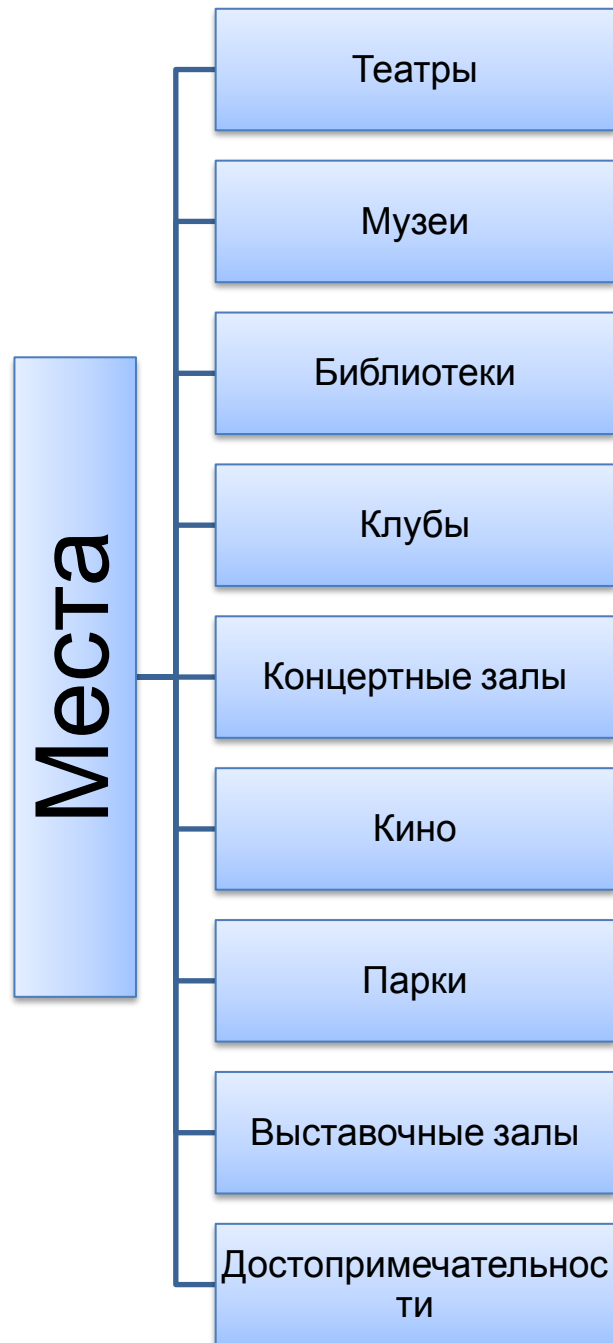 Места
Театры
Музеи
Библиотеки
Клубы
Концертные залы
Кино
Парки
Выставочные залы
Достопримечательнос
ти